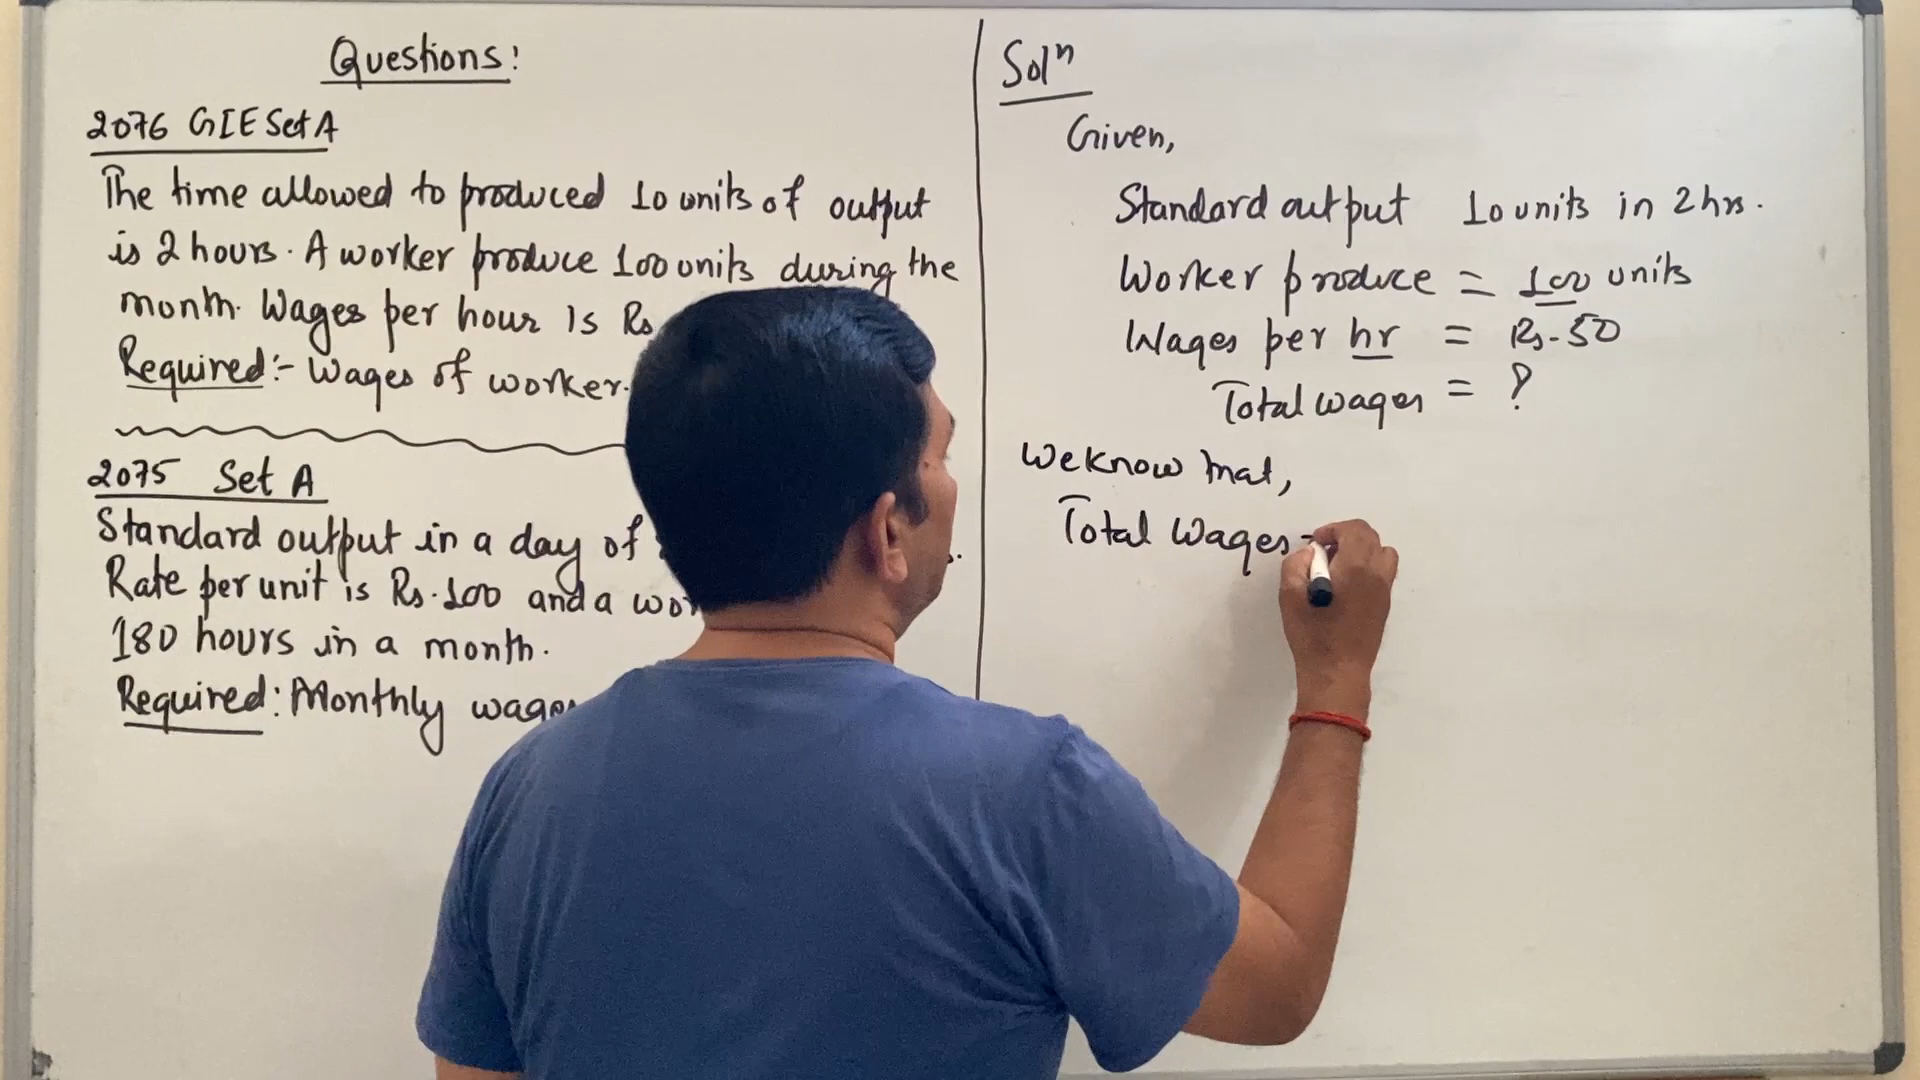 Questions:
2076 GIE Set A
The time allowed to produced 10 units of output
is 2 hours. A worker produce 100 units during the
month. Wages per hour is Rs
Required:- Wages of worker.
2075 Set A
Standard output in a day of
Rate per unit is Rs. 100 and a
180 hours in a month.
Required: Monthly
Solⁿ
Given,
Standard output 10 units in 2 hrs.
Worker produce = 100 units
Wages per hr = Rs. 50
Total wages = ?
We know that,
Total Wages